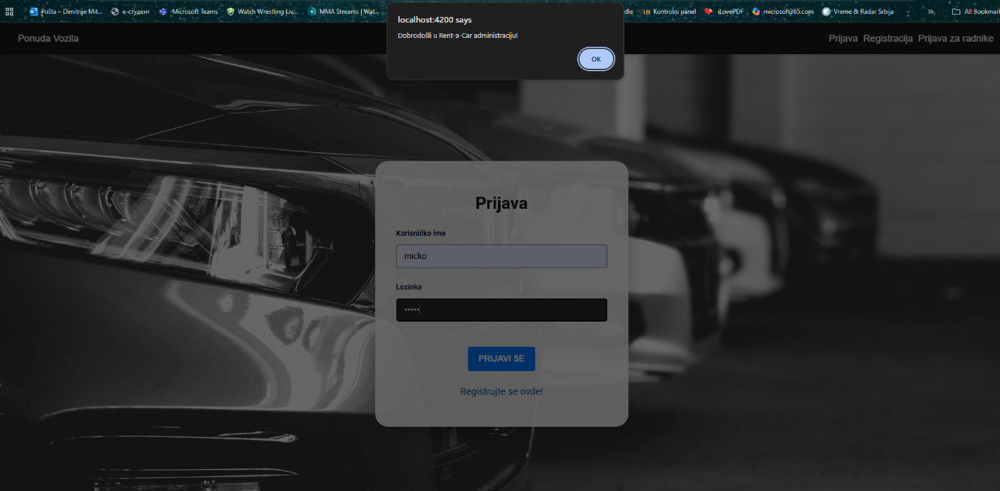 Pošta – Dimitrije Mit... е-студент Microsoft Teams Watch Wrestling Liv... MMA Streams | Wat... dle Kontrolni panel iLovePDF microsoft365.com Vreme & Radar Srbija » All Bookmar
localhost:4200 says
Dobrodošli u Rent-a-Car administraciju!
OK
Ponuda Vozila Prijava Registracija Prijava za radnike
Prijava
Korisničko ime
micko
Lozinka
•••••
PRIJAVI SE
Registrujte se ovde!